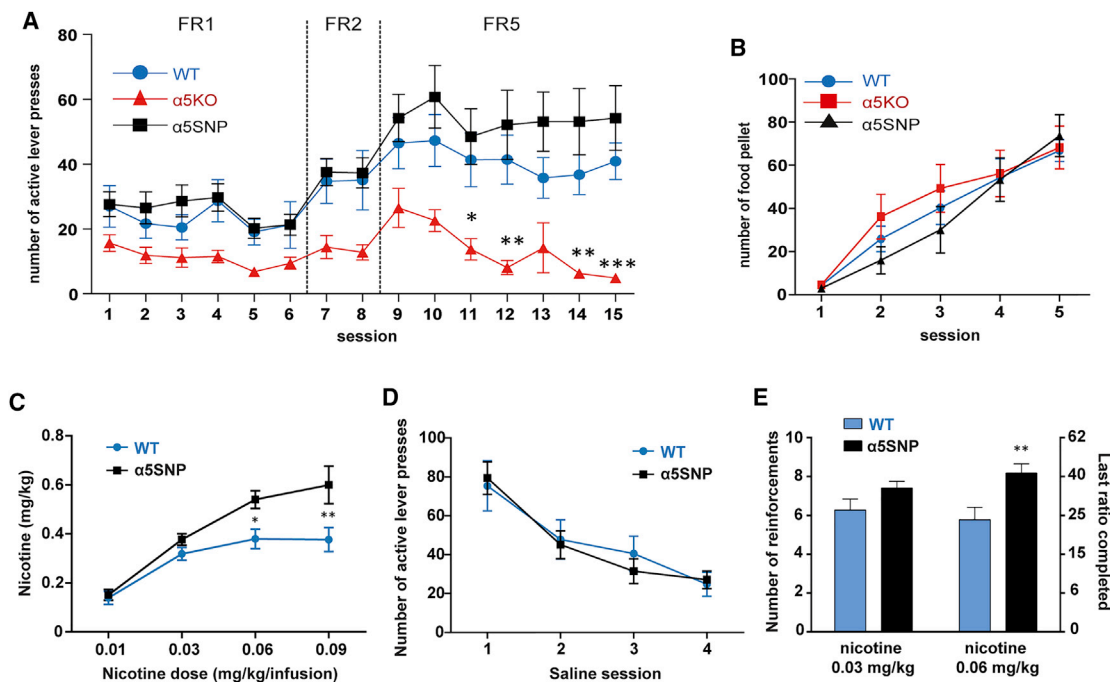 A
FR1 FR2 FR5
number of active lever presses
80
60
40
20
0
WT
α5KO
α5SNP
*
**
**
***
1 2 3 4 5 6 7 8 9 10 11 12 13 14 15
session
B
number of food pellet
100
80
60
40
20
0
WT
α5KO
α5SNP
1 2 3 4 5
session
C
Nicotine (mg/kg)
0.8
0.6
0.4
0.2
0
WT
α5SNP
*
**
0.01 0.03 0.06 0.09
Nicotine dose (mg/kg/infusion)
D
Number of active lever presses
100
80
60
40
20
0
WT
α5SNP
1 2 3 4
Saline session
E
WT
α5SNP
Number of reinforcements
10
8
6
4
2
0
**
62
40
25
15
6
0
Last ratio completed
nicotine nicotine
0.03 mg/kg 0.06 mg/kg